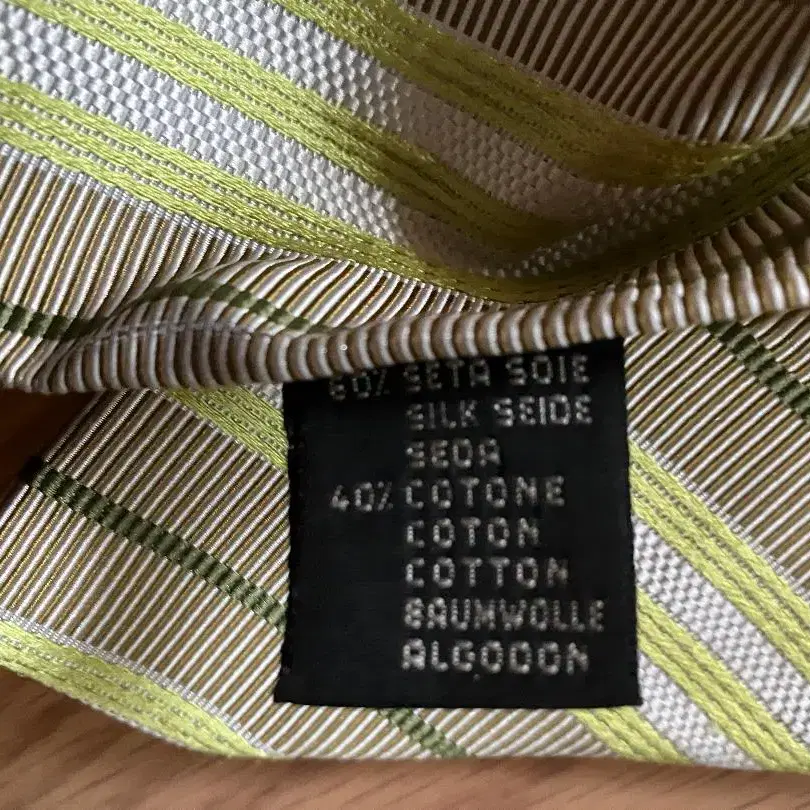 60% SETA SOIE
SILK SEIDE
SEDA
40% COTONE
COTON
COTTON
BAUMWOLLE
ALGODON